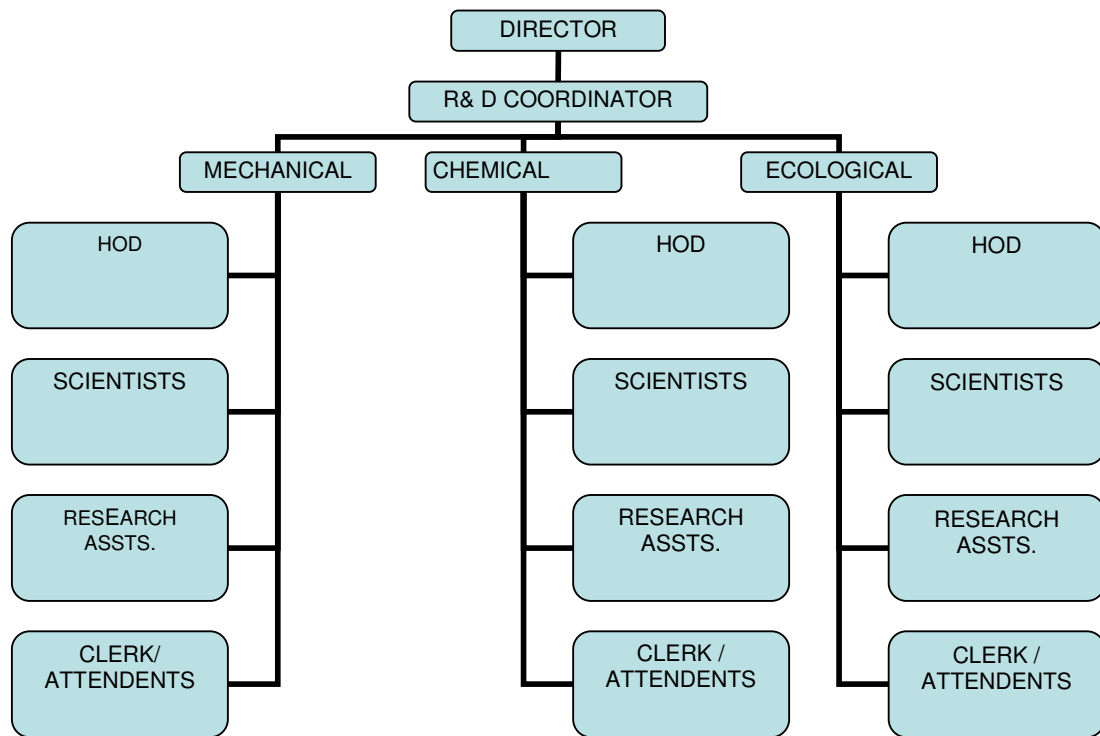 DIRECTOR
R& D COORDINATOR
MECHANICAL
CHEMICAL
ECOLOGICAL
HOD
HOD
HOD
SCIENTISTS
SCIENTISTS
SCIENTISTS
RESEARCH
ASSTS.
RESEARCH
ASSTS.
RESEARCH
ASSTS.
CLERK/
ATTENDENTS
CLERK /
ATTENDENTS
CLERK /
ATTENDENTS